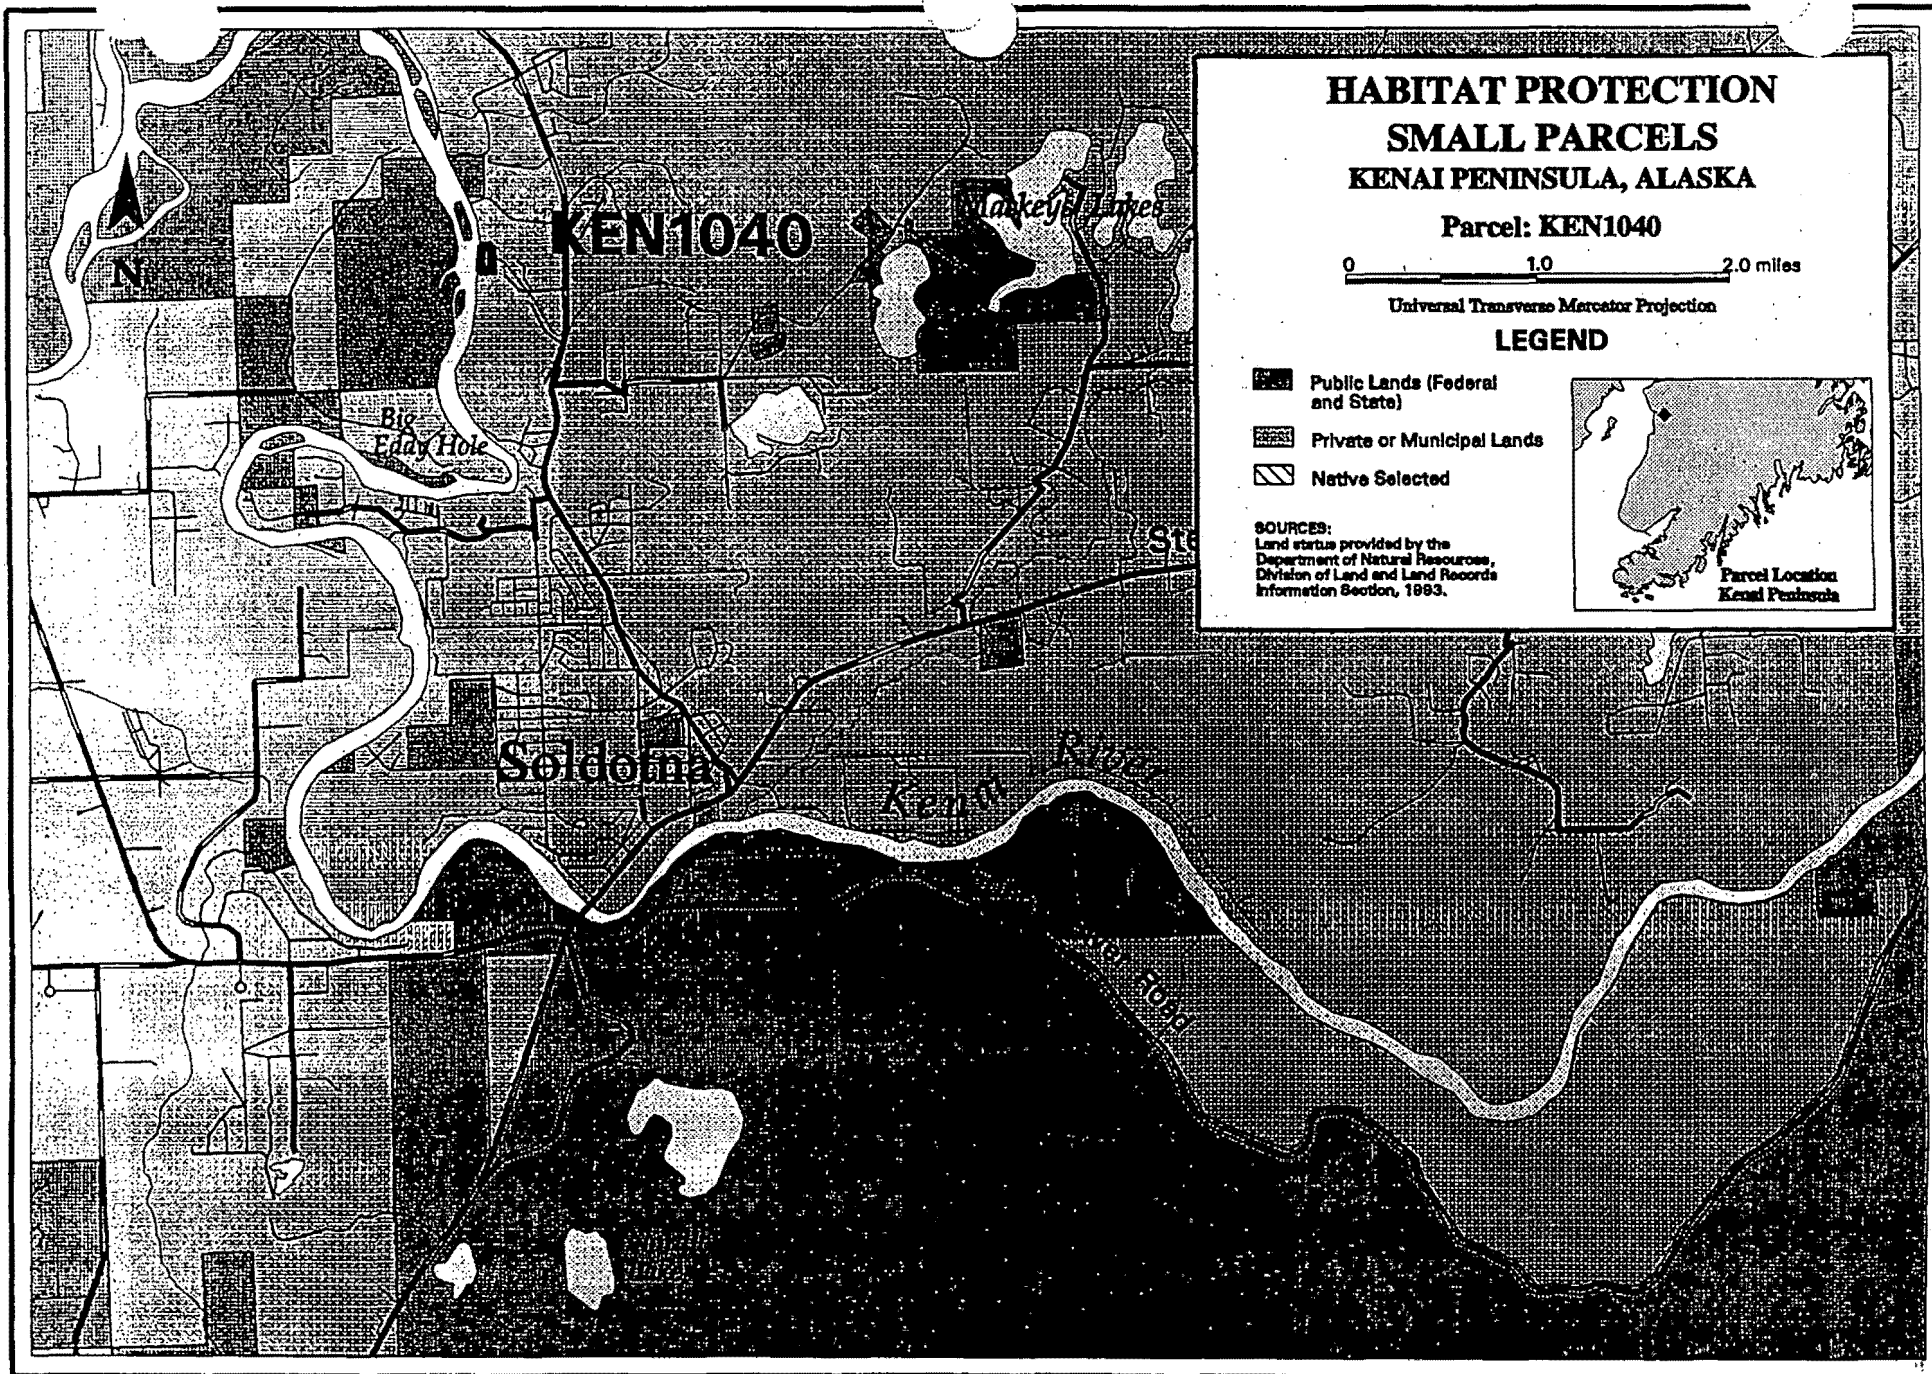 HABITAT PROTECTION
SMALL PARCELS
KENAI PENINSULA, ALASKA
Parcel: KEN1040
0 1.0 2.0 miles
Universal Transverse Mercator Projection
LEGEND
Public Lands (Federal
and State)
Private or Municipal Lands
Native Selected
SOURCES:
Land status provided by the
Department of Natural Resources,
Division of Land and Land Records
Information Section, 1993.
Parcel Location
Kenai Peninsula
N
KEN1040
Mackeys Lakes
Big
Eddy Hole
Ste
Soldotna
Kenai River
Road